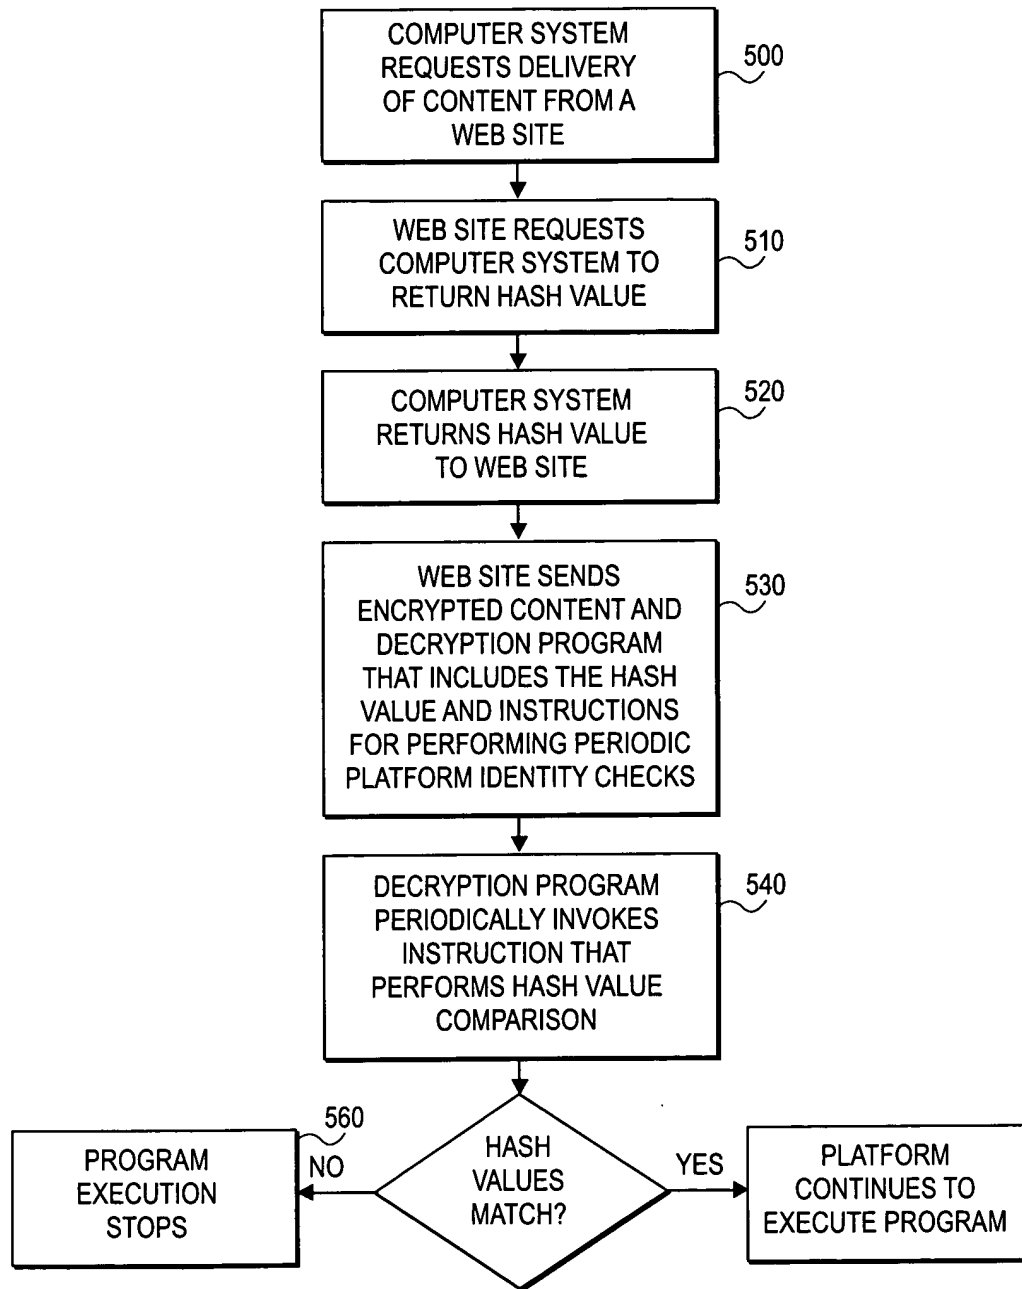 COMPUTER SYSTEM
REQUESTS DELIVERY
OF CONTENT FROM A
WEB SITE
500
WEB SITE REQUESTS
COMPUTER SYSTEM TO
RETURN HASH VALUE
510
COMPUTER SYSTEM
RETURNS HASH VALUE
TO WEB SITE
520
WEB SITE SENDS
ENCRYPTED CONTENT AND
DECRYPTION PROGRAM
THAT INCLUDES THE HASH
VALUE AND INSTRUCTIONS
FOR PERFORMING PERIODIC
PLATFORM IDENTITY CHECKS
530
DECRYPTION PROGRAM
PERIODICALLY INVOKES
INSTRUCTION THAT
PERFORMS HASH VALUE
COMPARISON
540
HASH
VALUES
MATCH?
NO
560
PROGRAM
EXECUTION
STOPS
YES
PLATFORM
CONTINUES TO
EXECUTE PROGRAM